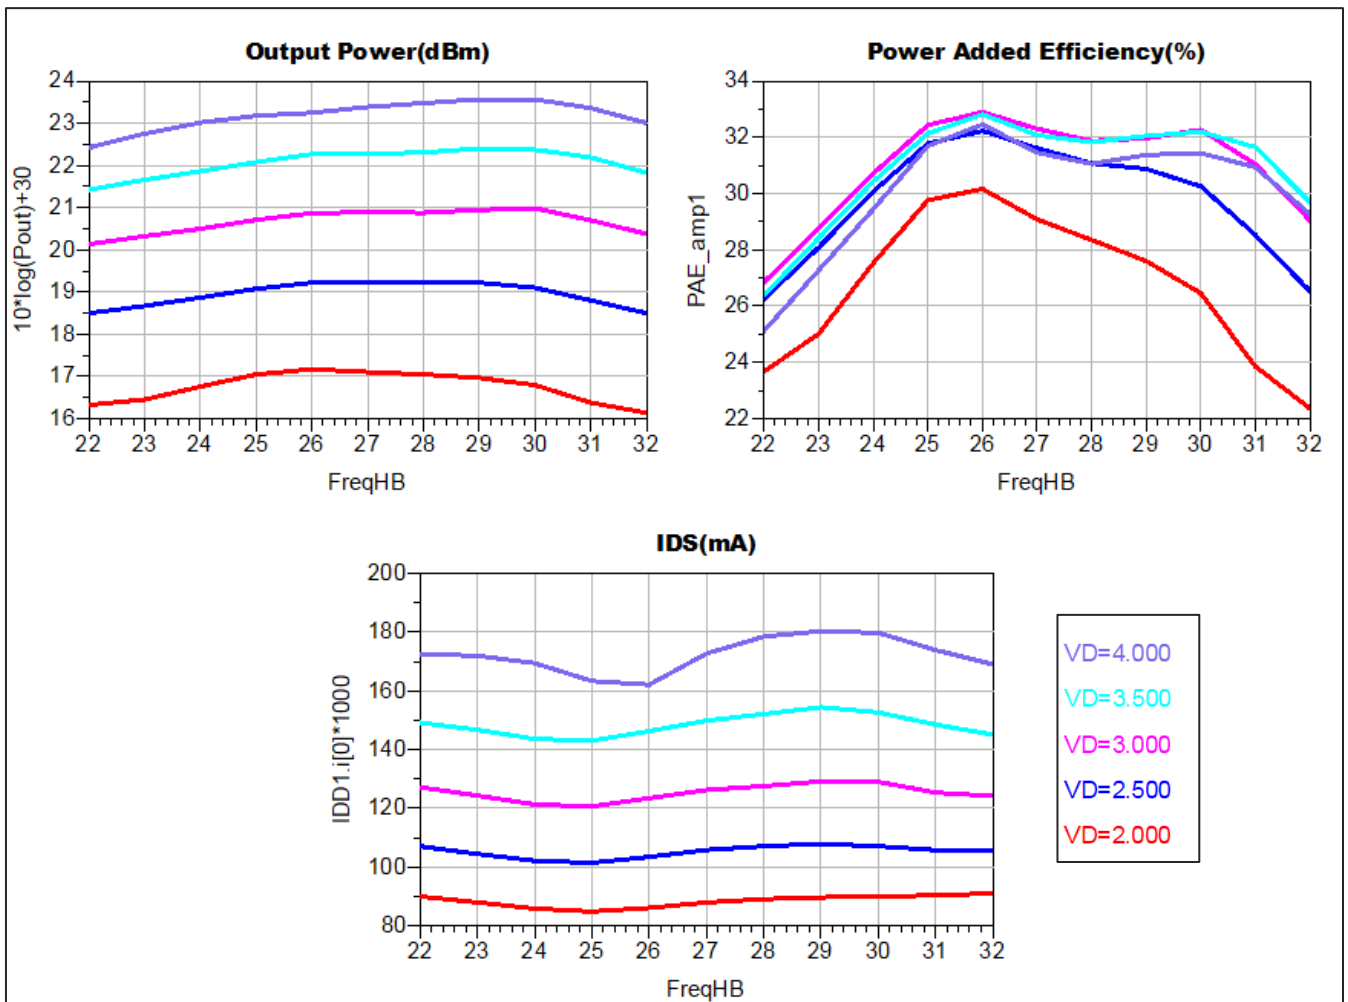 Output Power(dBm)
10*log(Pout)+30
24
23
22
21
20
19
18
17
16
22 23 24 25 26 27 28 29 30 31 32
FreqHB
Power Added Efficiency(%)
PAE_amp1
34
32
30
28
26
24
22
22 23 24 25 26 27 28 29 30 31 32
FreqHB
IDS(mA)
IDD1.i[0]*1000
200
180
160
140
120
100
80
22 23 24 25 26 27 28 29 30 31 32
FreqHB
VD=4.000
VD=3.500
VD=3.000
VD=2.500
VD=2.000